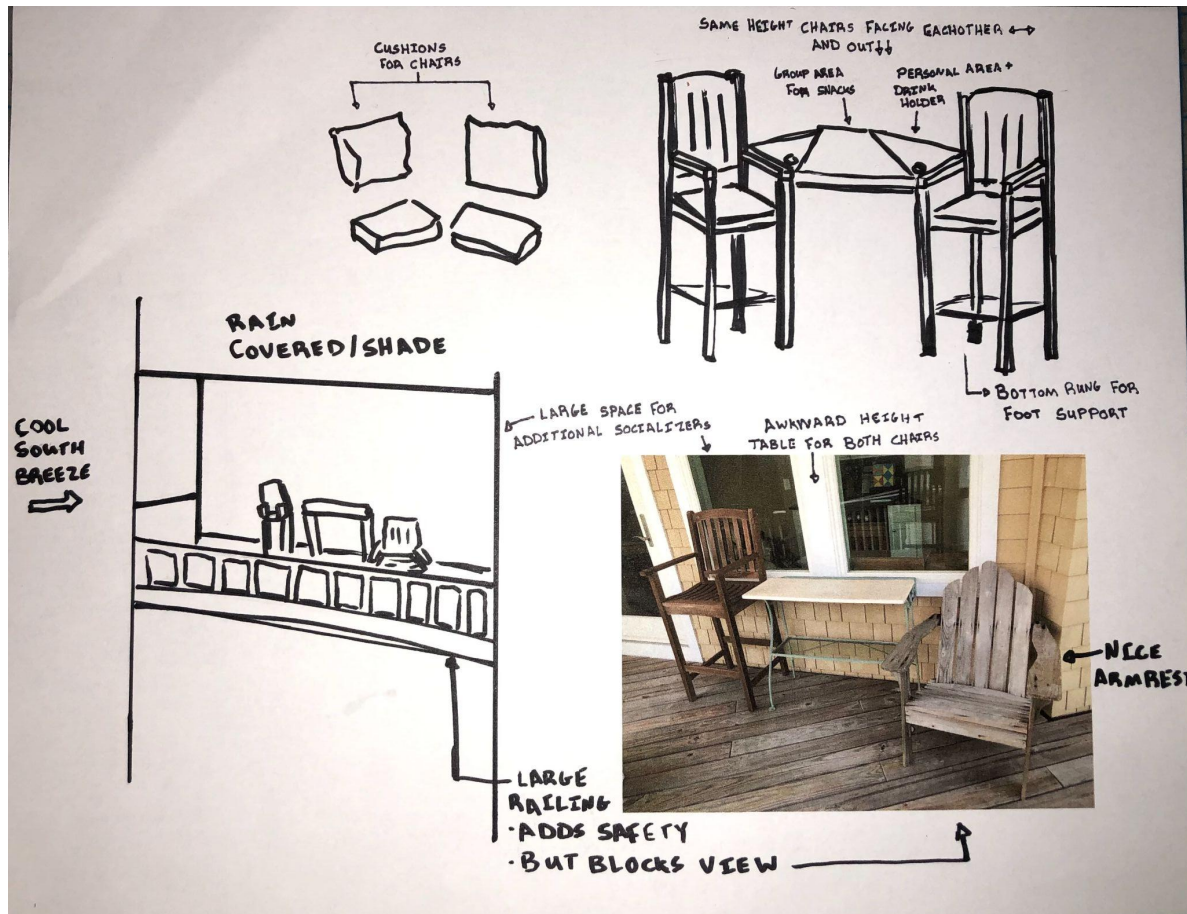 CUSHIONS
FOR CHAIRS
SAME HEIGHT CHAIRS FACING EACHOTHER ↔
AND OUT ↓↓
GROUP AREA
FOR SNACKS
PERSONAL AREA +
DRINK
HOLDER
BOTTOM RUNG FOR
FOOT SUPPORT
RAIN
COVERED/SHADE
COOL
SOUTH
BREEZE
LARGE SPACE FOR
ADDITIONAL SOCIALIZERS
AWKWARD HEIGHT
TABLE FOR BOTH CHAIRS
NICE
ARMREST
LARGE
RAILING
· ADDS SAFETY
· BUT BLOCKS VIEW